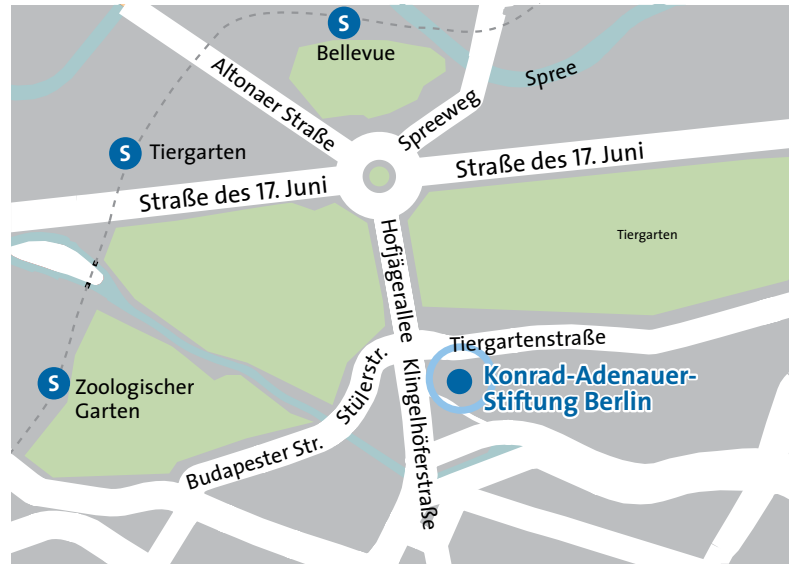 S
Bellevue
Altonaer Straße
Spreeweg
Spree
S
Tiergarten
Straße des 17. Juni
Straße des 17. Juni
Tiergarten
Hofjägerallee
Tiergartenstraße
S
Zoologischer
Garten
Stülerstr.
Klingelhöferstraße
Konrad-Adenauer-
Stiftung Berlin
Budapester Str.